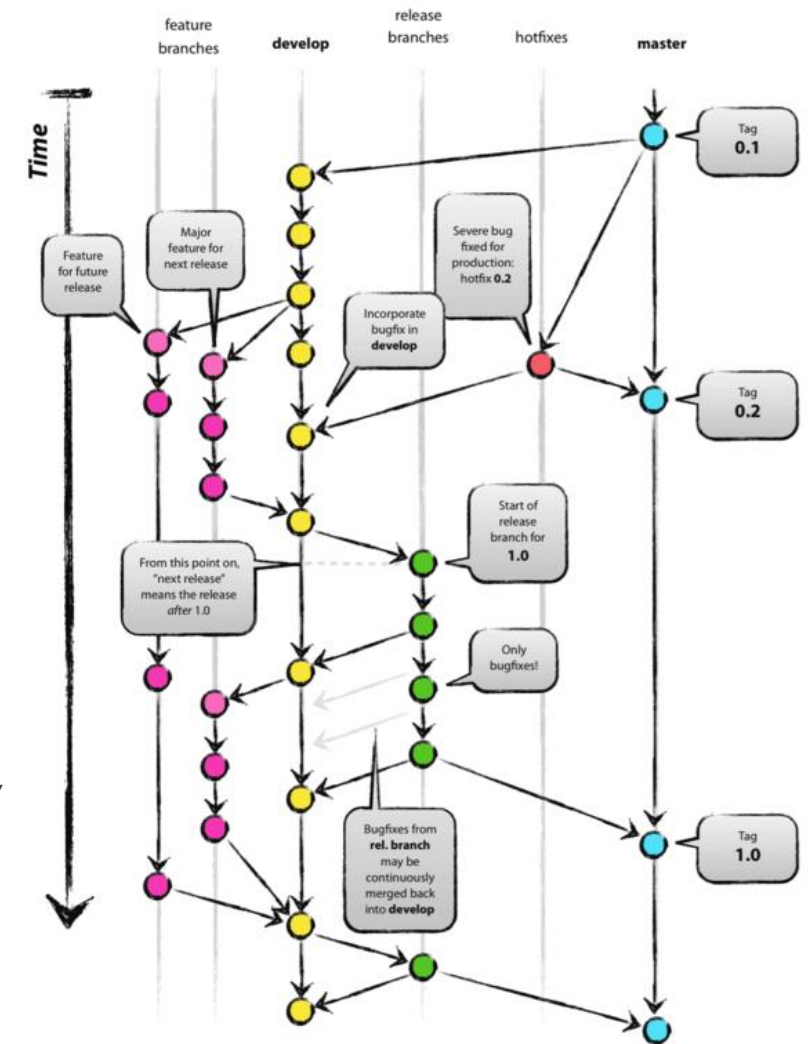 feature
branches
develop
release
branches
hotfixes
master
Time
Tag
0.1
Major
feature for
next release
Severe bug
fixed for
production:
hotfix 0.2
Feature
for future
release
Incorporate
bugfix in
develop
Tag
0.2
Start of
release
branch for
1.0
From this point on,
"next release"
means the release
after 1.0
Only
bugfixes!
Bugfixes from
rel. branch
may be
continuously
merged back
into develop
Tag
1.0